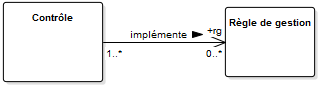 Contrôle
Règle de gestion
implémente
+rg
1..*
0..*